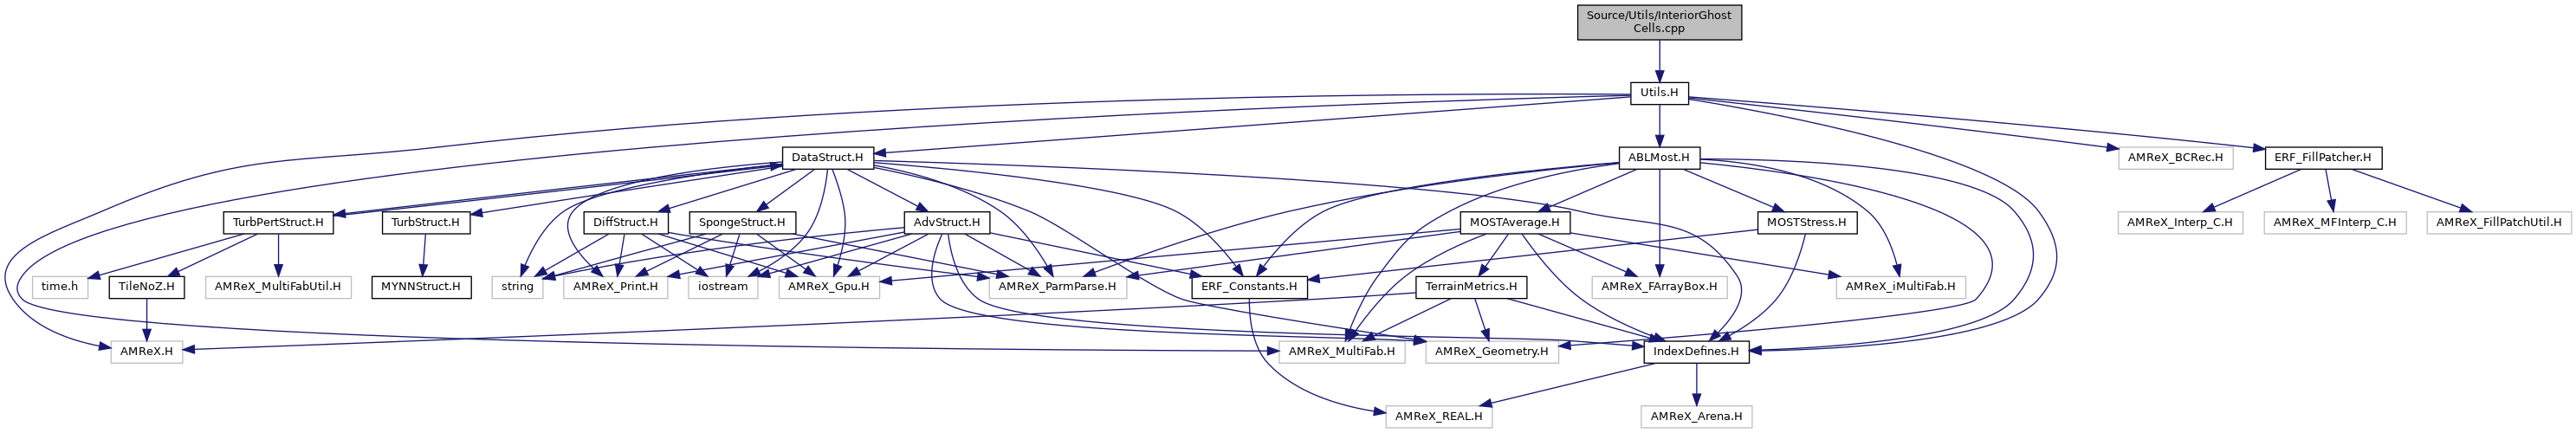 Source/Utils/InteriorGhost
Cells.cpp
Utils.H
DataStruct.H
ABLMost.H
AMReX_BCRec.H
ERF_FillPatcher.H
TurbPertStruct.H
TurbStruct.H
DiffStruct.H
SpongeStruct.H
AdvStruct.H
MOSTAverage.H
MOSTStress.H
AMReX_Interp_C.H
AMReX_MFInterp_C.H
AMReX_FillPatchUtil.H
time.h
TileNoZ.H
AMReX_MultiFabUtil.H
MYNNStruct.H
string
AMReX_Print.H
iostream
AMReX_Gpu.H
AMReX_ParmParse.H
ERF_Constants.H
TerrainMetrics.H
AMReX_FArrayBox.H
AMReX_iMultiFab.H
AMReX.H
AMReX_MultiFab.H
AMReX_Geometry.H
IndexDefines.H
AMReX_REAL.H
AMReX_Arena.H